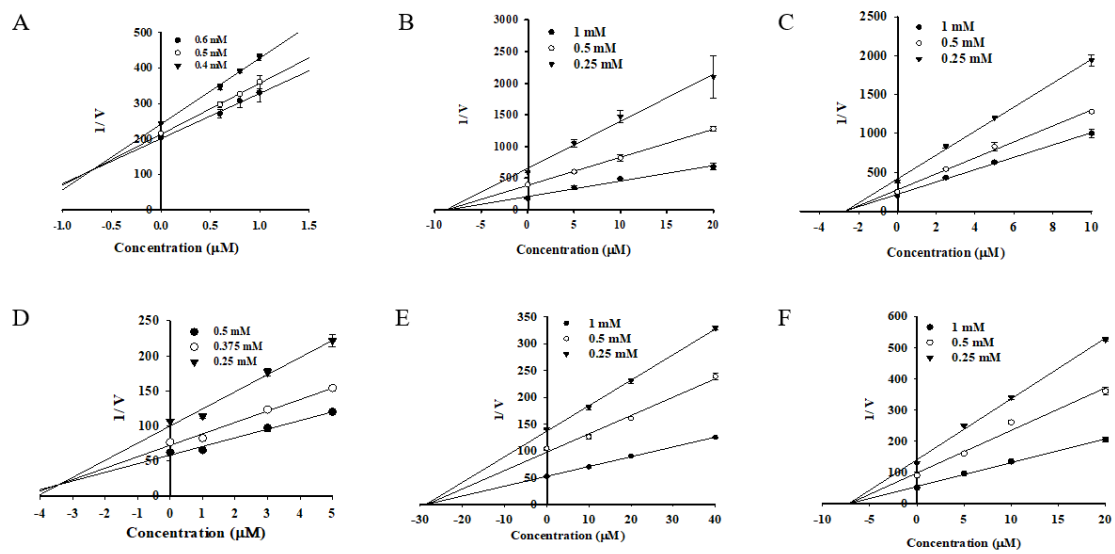 A
500
400
300
200
100
0
1/ V
0.6 mM
0.5 mM
0.4 mM
-1.0 -0.5 0.0 0.5 1.0 1.5
Concentration (μM)
B
3000
2500
2000
1500
1000
500
0
1/ V
1 mM
0.5 mM
0.25 mM
-10 -5 0 5 10 15 20
Concentration (μM)
C
2500
2000
1500
1000
500
0
1/ V
1 mM
0.5 mM
0.25 mM
-4 -2 0 2 4 6 8 10
Concentration (μM)
D
250
200
150
100
50
0
1/ V
0.5 mM
0.375 mM
0.25 mM
-4 -3 -2 -1 0 1 2 3 4 5
Concentration (μM)
E
350
300
250
200
150
100
50
0
1/ V
1 mM
0.5 mM
0.25 mM
-30 -20 -10 0 10 20 30 40
Concentration (μM)
F
600
500
400
300
200
100
0
1/ V
1 mM
0.5 mM
0.25 mM
-10 -5 0 5 10 15 20
Concentration (μM)